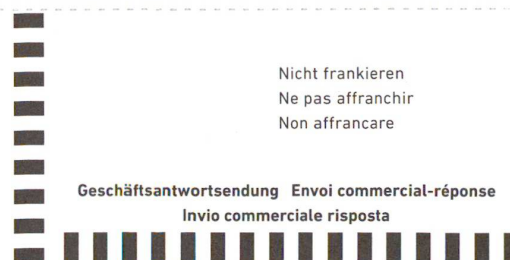 Nicht frankieren
Ne pas affranchir
Non affrancare
Geschäftsantwortsendung Envoi commercial-réponse
Invio commerciale risposta